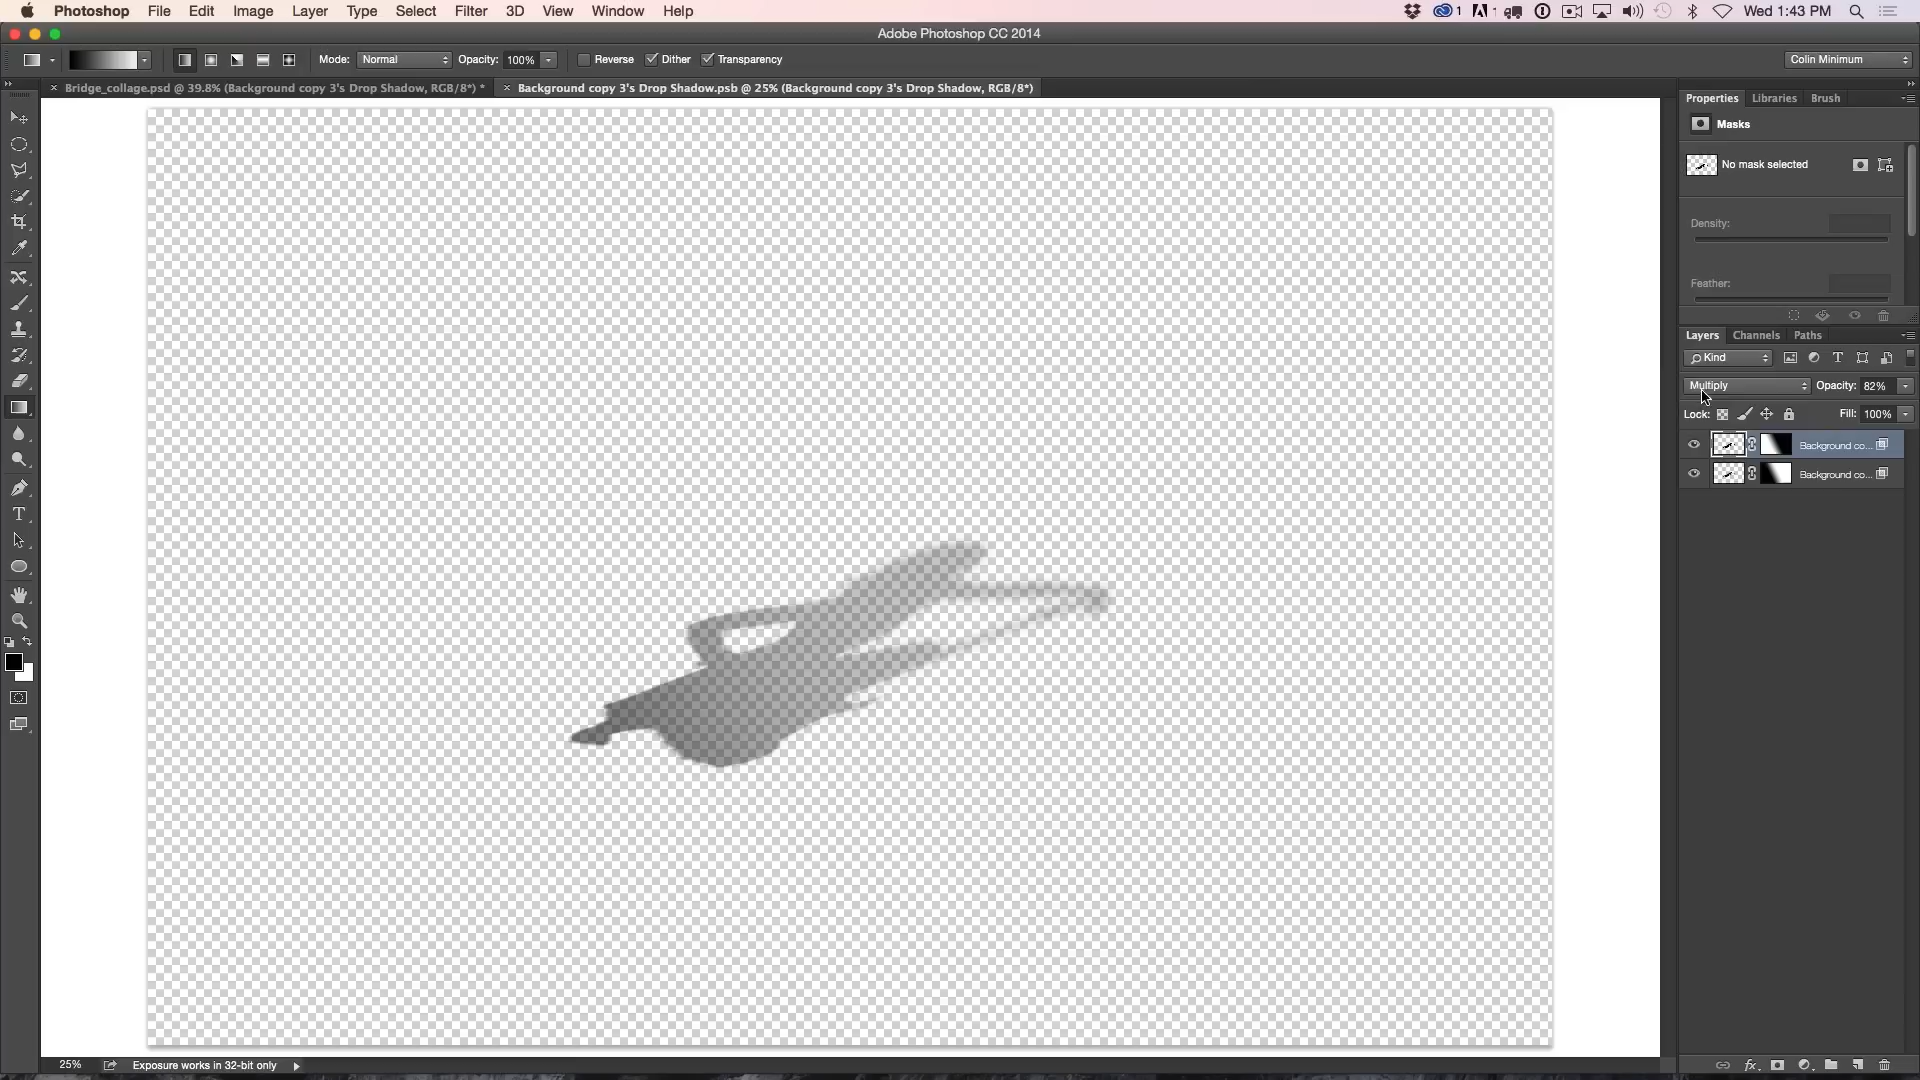 Photoshop File Edit Image Layer Type Select Filter 3D View Window Help 1 1 Wed 1:43 PM
Adobe Photoshop CC 2014
Mode: Normal Opacity: 100% Reverse Dither Transparency Colin Minimum
× Bridge_collage.psd @ 39.8% (Background copy 3's Drop Shadow, RGB/8*) * × Background copy 3's Drop Shadow.psb @ 25% (Background copy 3's Drop Shadow, RGB/8*)
Properties Libraries Brush
Masks
No mask selected
Density:
Feather:
Layers Channels Paths
Kind
Multiply Opacity: 82%
Lock: Fill: 100%
Background co...
Background co...
25% Exposure works in 32-bit only